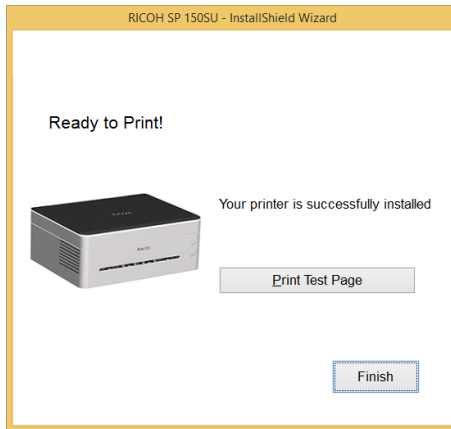 RICOH SP 150SU - InstallShield Wizard
Ready to Print!
Your printer is successfully installed
Print Test Page
Finish